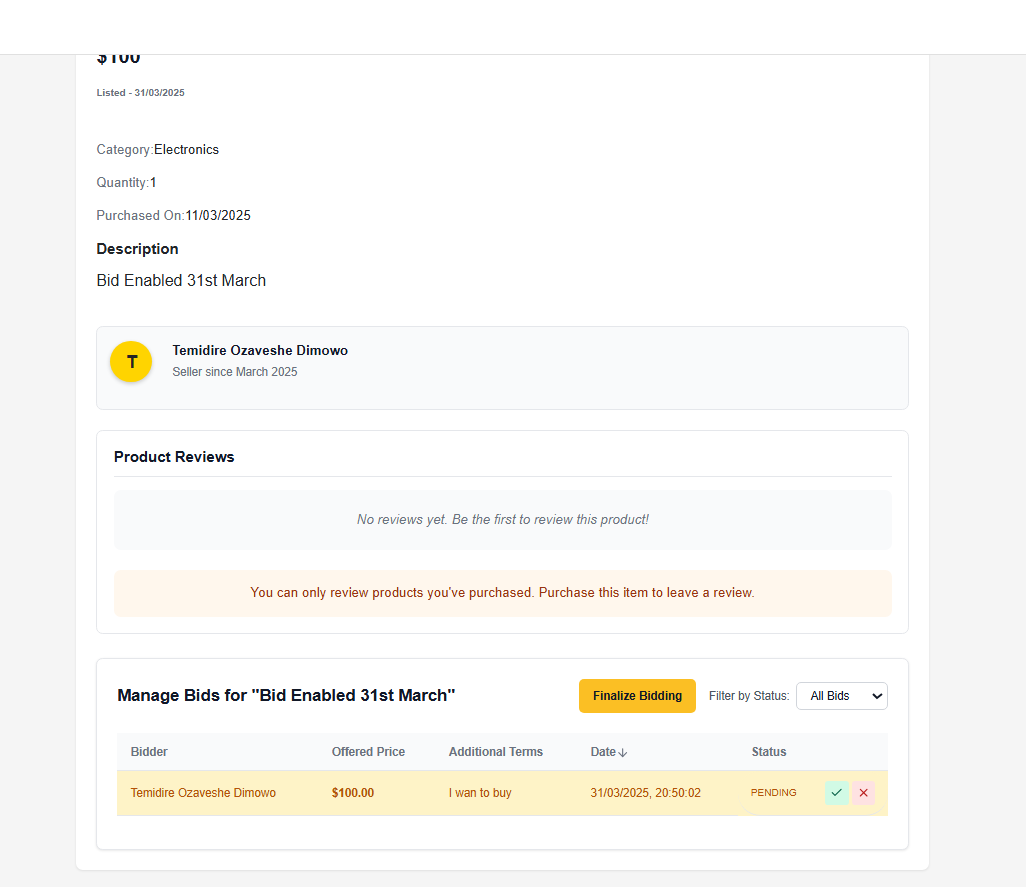 $100
Listed - 31/03/2025
Category:Electronics
Quantity:1
Purchased On:11/03/2025
Description
Bid Enabled 31st March
T
Temidire Ozaveshe Dimowo
Seller since March 2025
Product Reviews
No reviews yet. Be the first to review this product!
You can only review products you've purchased. Purchase this item to leave a review.
Manage Bids for "Bid Enabled 31st March"
Finalize Bidding
Filter by Status:
All Bids
Bidder Offered Price Additional Terms Date↓ Status
Temidire Ozaveshe Dimowo $100.00 I wan to buy 31/03/2025, 20:50:02 PENDING